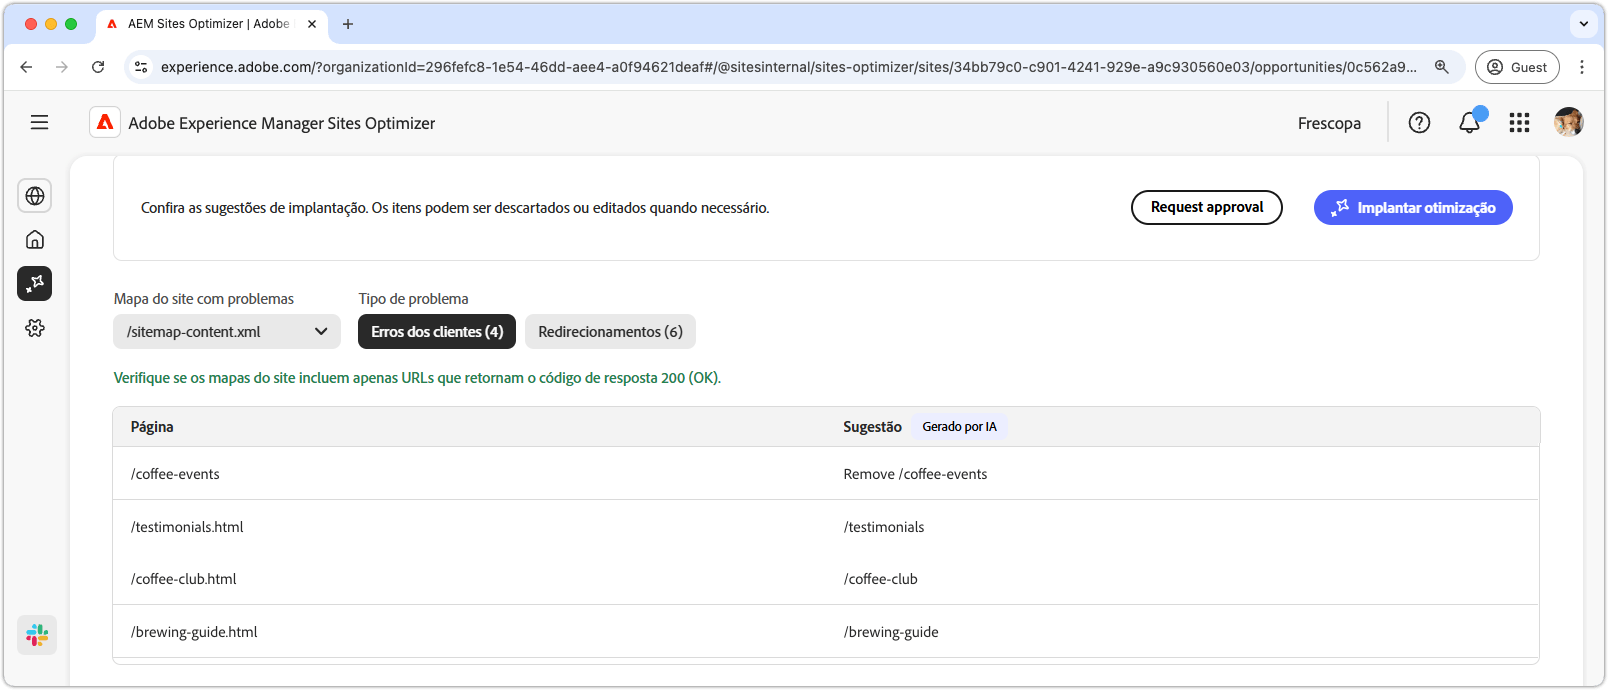 AEM Sites Optimizer | Adobe
experience.adobe.com/?organizationId=296fefc8-1e54-46dd-aee4-a0f94621deaf#/@sitesinternal/sites-optimizer/sites/34bb79c0-c901-4241-929e-a9c930560e03/opportunities/0c562a9...
Guest
Adobe Experience Manager Sites Optimizer
Frescopa
Confira as sugestões de implantação. Os itens podem ser descartados ou editados quando necessário.
Request approval
Implantar otimização
Mapa do site com problemas
Tipo de problema
/sitemap-content.xml
Erros dos clientes (4)
Redirecionamentos (6)
Verifique se os mapas do site incluem apenas URLs que retornam o código de resposta 200 (OK).
Página
Sugestão
Gerado por IA
/coffee-events
Remove /coffee-events
/testimonials.html
/testimonials
/coffee-club.html
/coffee-club
/brewing-guide.html
/brewing-guide